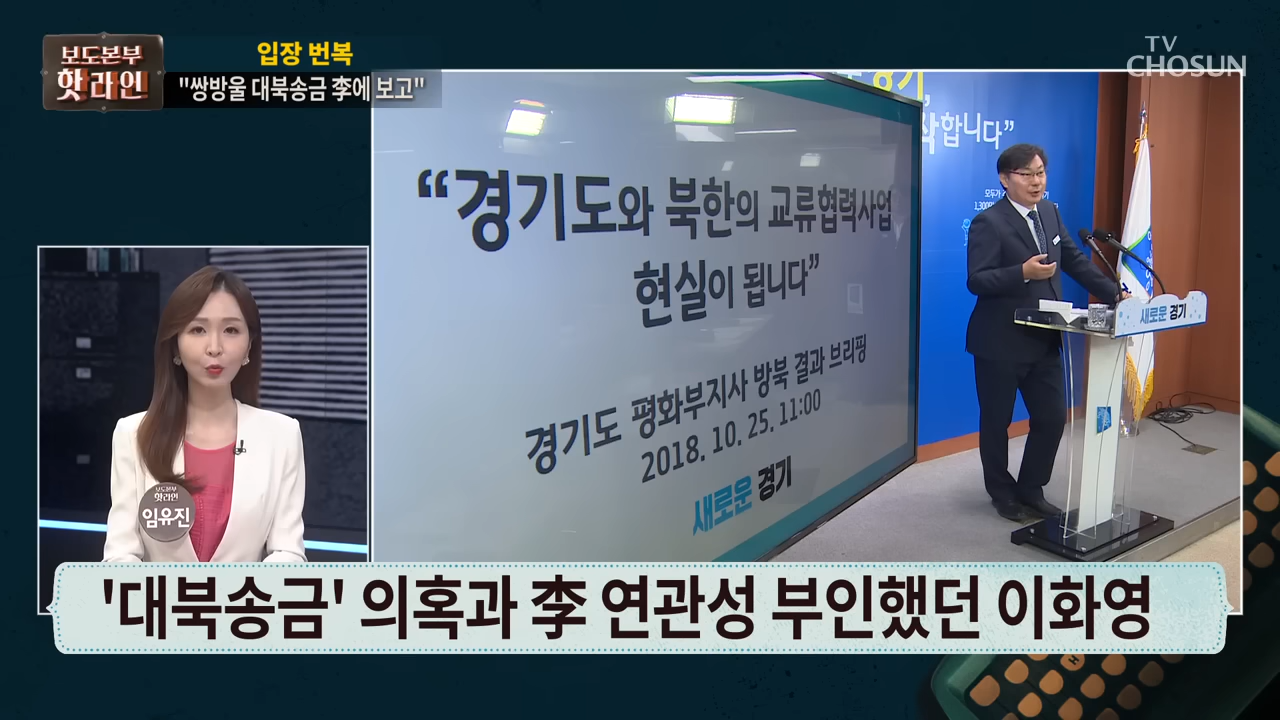 보도본부
핫라인
입장 번복
"쌍방울 대북송금 李에 보고"
TV
CHOSUN
경기,
합니다”
“경기도와 북한의 교류협력사업
현실이 됩니다”
경기도 평화부지사 방북 결과 브리핑
2018. 10. 25. 11:00
새로운 경기
새로운 경기
보도본부
핫라인
임유진
'대북송금' 의혹과 李 연관성 부인했던 이화영